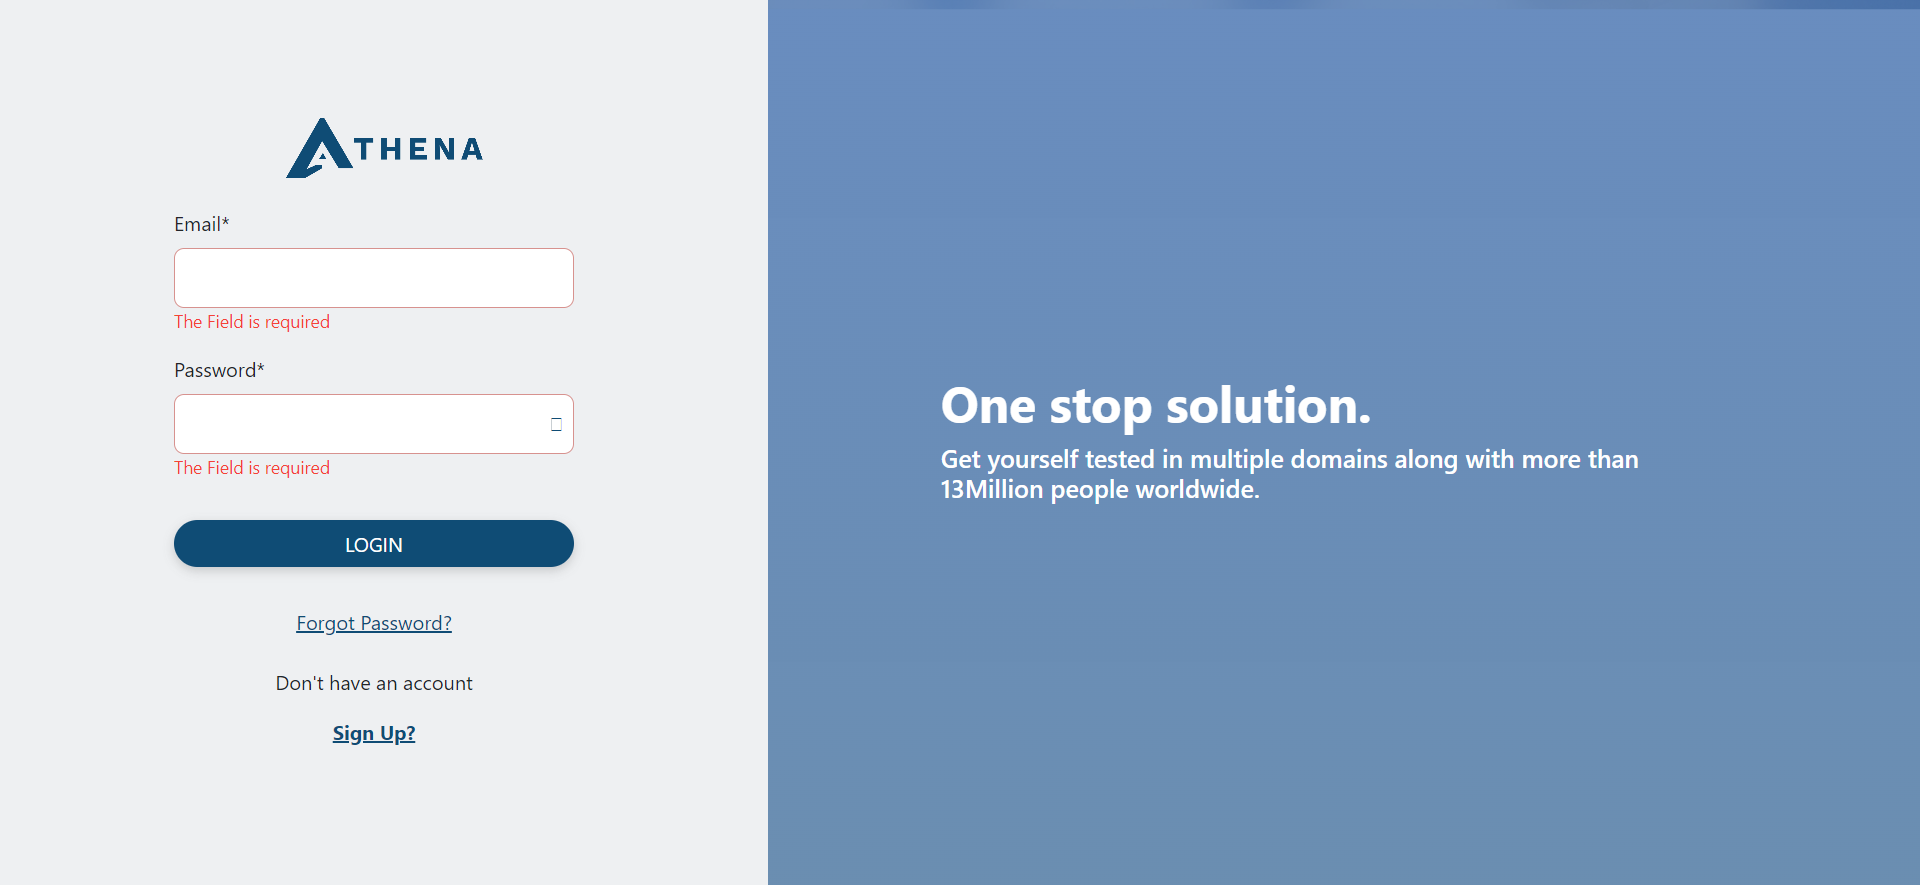 ATHENA
Email*
The Field is required
Password*
The Field is required
LOGIN
Forgot Password?
Don't have an account
Sign Up?
One stop solution.
Get yourself tested in multiple domains along with more than
13Million people worldwide.